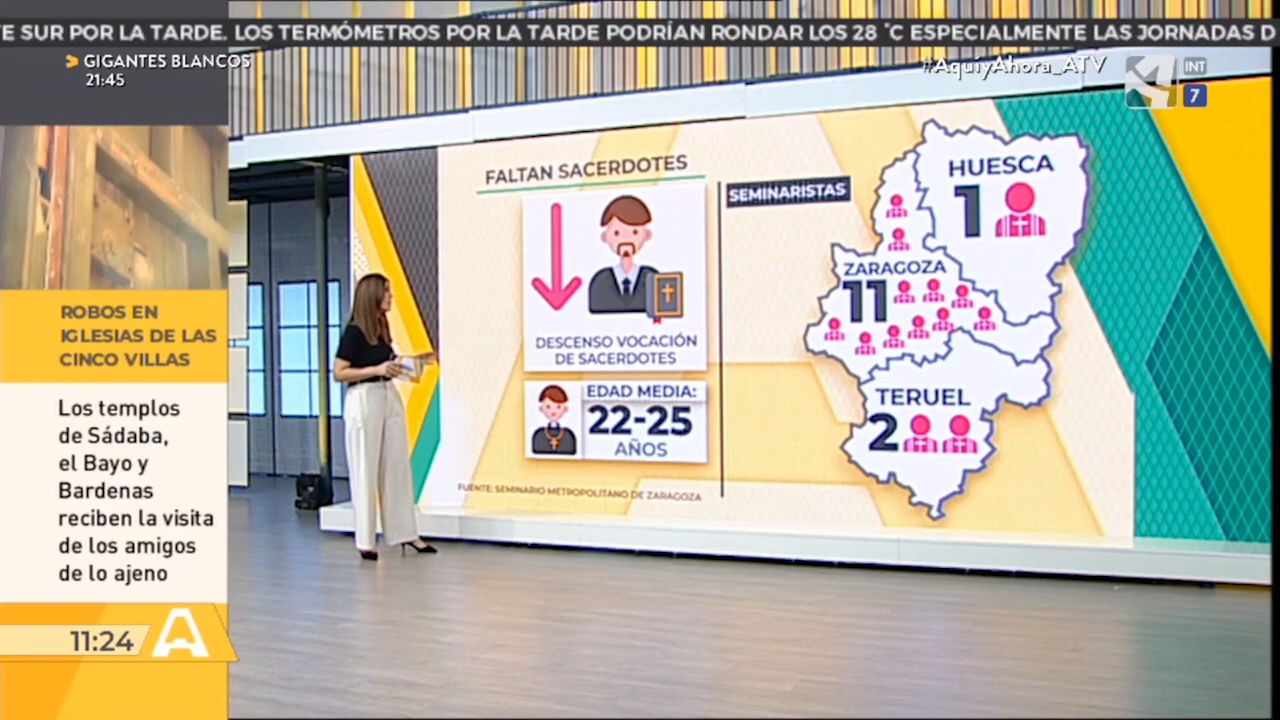 E SUR POR LA TARDE. LOS TERMÓMETROS POR LA TARDE PODRÍAN RONDAR LOS 28 °C ESPECIALMENTE LAS JORNADAS D
GIGANTES BLANCOS
21:45
#AquiyAhora_ATV
INT
7
FALTAN SACERDOTES
DESCENSO VOCACIÓN
DE SACERDOTES
EDAD MEDIA:
22-25
AÑOS
FUENTE: SEMINARIO METROPOLITANO DE ZARAGOZA
SEMINARISTAS
HUESCA
1
ZARAGOZA
11
TERUEL
2
ROBOS EN
IGLESIAS DE LAS
CINCO VILLAS
Los templos
de Sádaba,
el Bayo y
Bardenas
reciben la visita
de los amigos
de lo ajeno
11:24
A